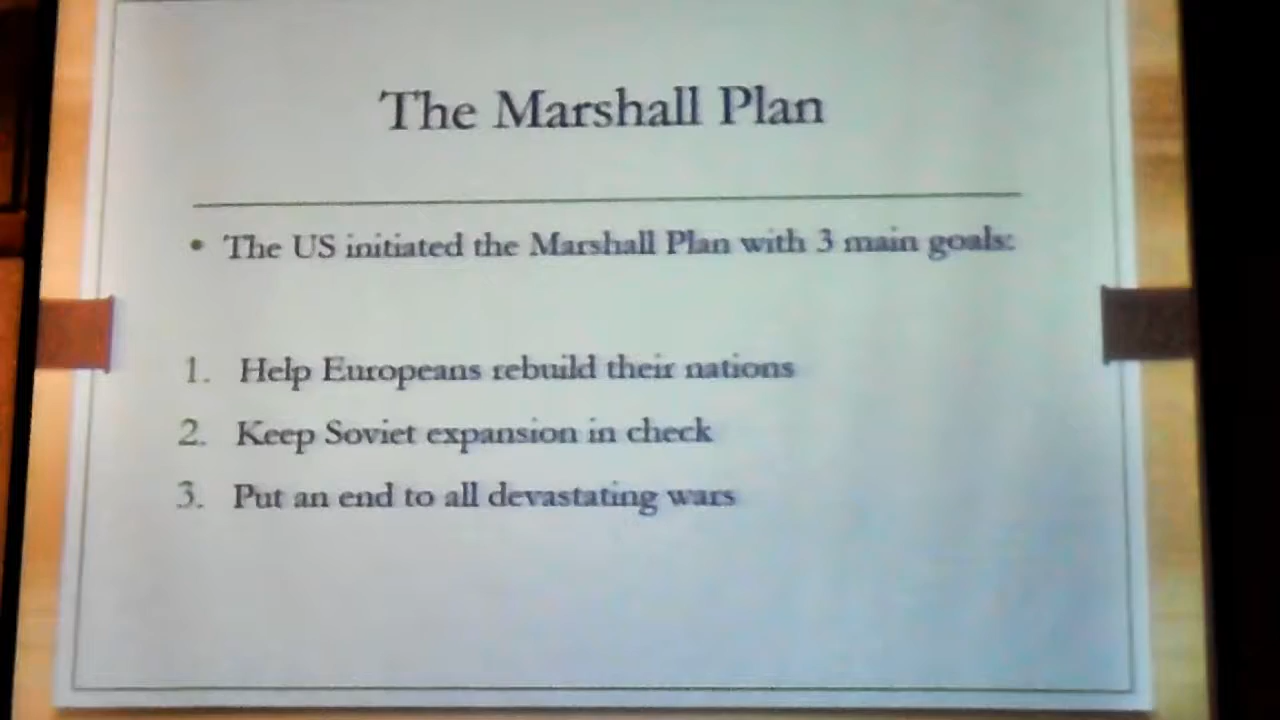 The Marshall Plan
• The US initiated the Marshall Plan with 3 main goals:
1. Help Europeans rebuild their nations
2. Keep Soviet expansion in check
3. Put an end to all devastating wars